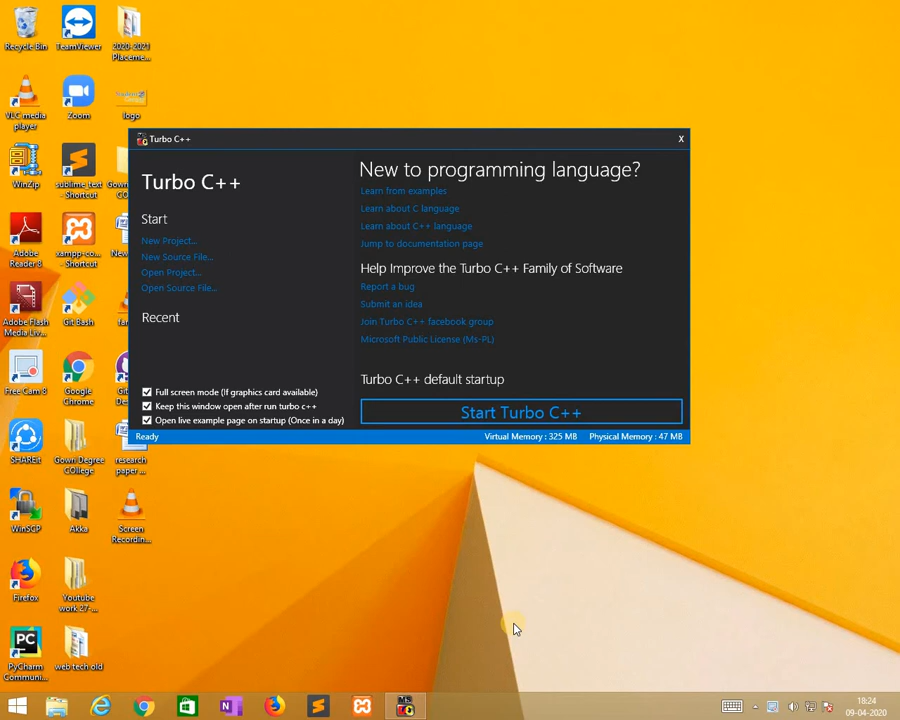 Recycle Bin
TeamViewer
2020-2021
Placeme...
VLC media
player
Zoom
logo
WinZip
sublime_text
- Shortcut
Adobe
Reader 8
xampp-co...
- Shortcut
Adobe Flash
Media Liv...
Git Bash
Free Cam 8
Google
Chrome
SHAREit
Gown Degree
COllege
research
paper ...
WinSCP
Akka
Screen
Recordin...
Firefox
Youtube
work 27-...
PyCharm
Communi...
web tech old
Turbo C++
X
Turbo C++
Start
New Project...
New Source File...
Open Project...
Open Source File...
Recent
Full screen mode (If graphics card available)
Keep this window open after run turbo c++
Open live example page on startup (Once in a day)
New to programming language?
Learn from examples
Learn about C language
Learn about C++ language
Jump to documentation page
Help Improve the Turbo C++ Family of Software
Report a bug
Submit an idea
Join Turbo C++ facebook group
Microsoft Public License (Ms-PL)
Turbo C++ default startup
Start Turbo C++
Ready
Virtual Memory : 325 MB
Physical Memory : 47 MB
18:24
09-04-2020